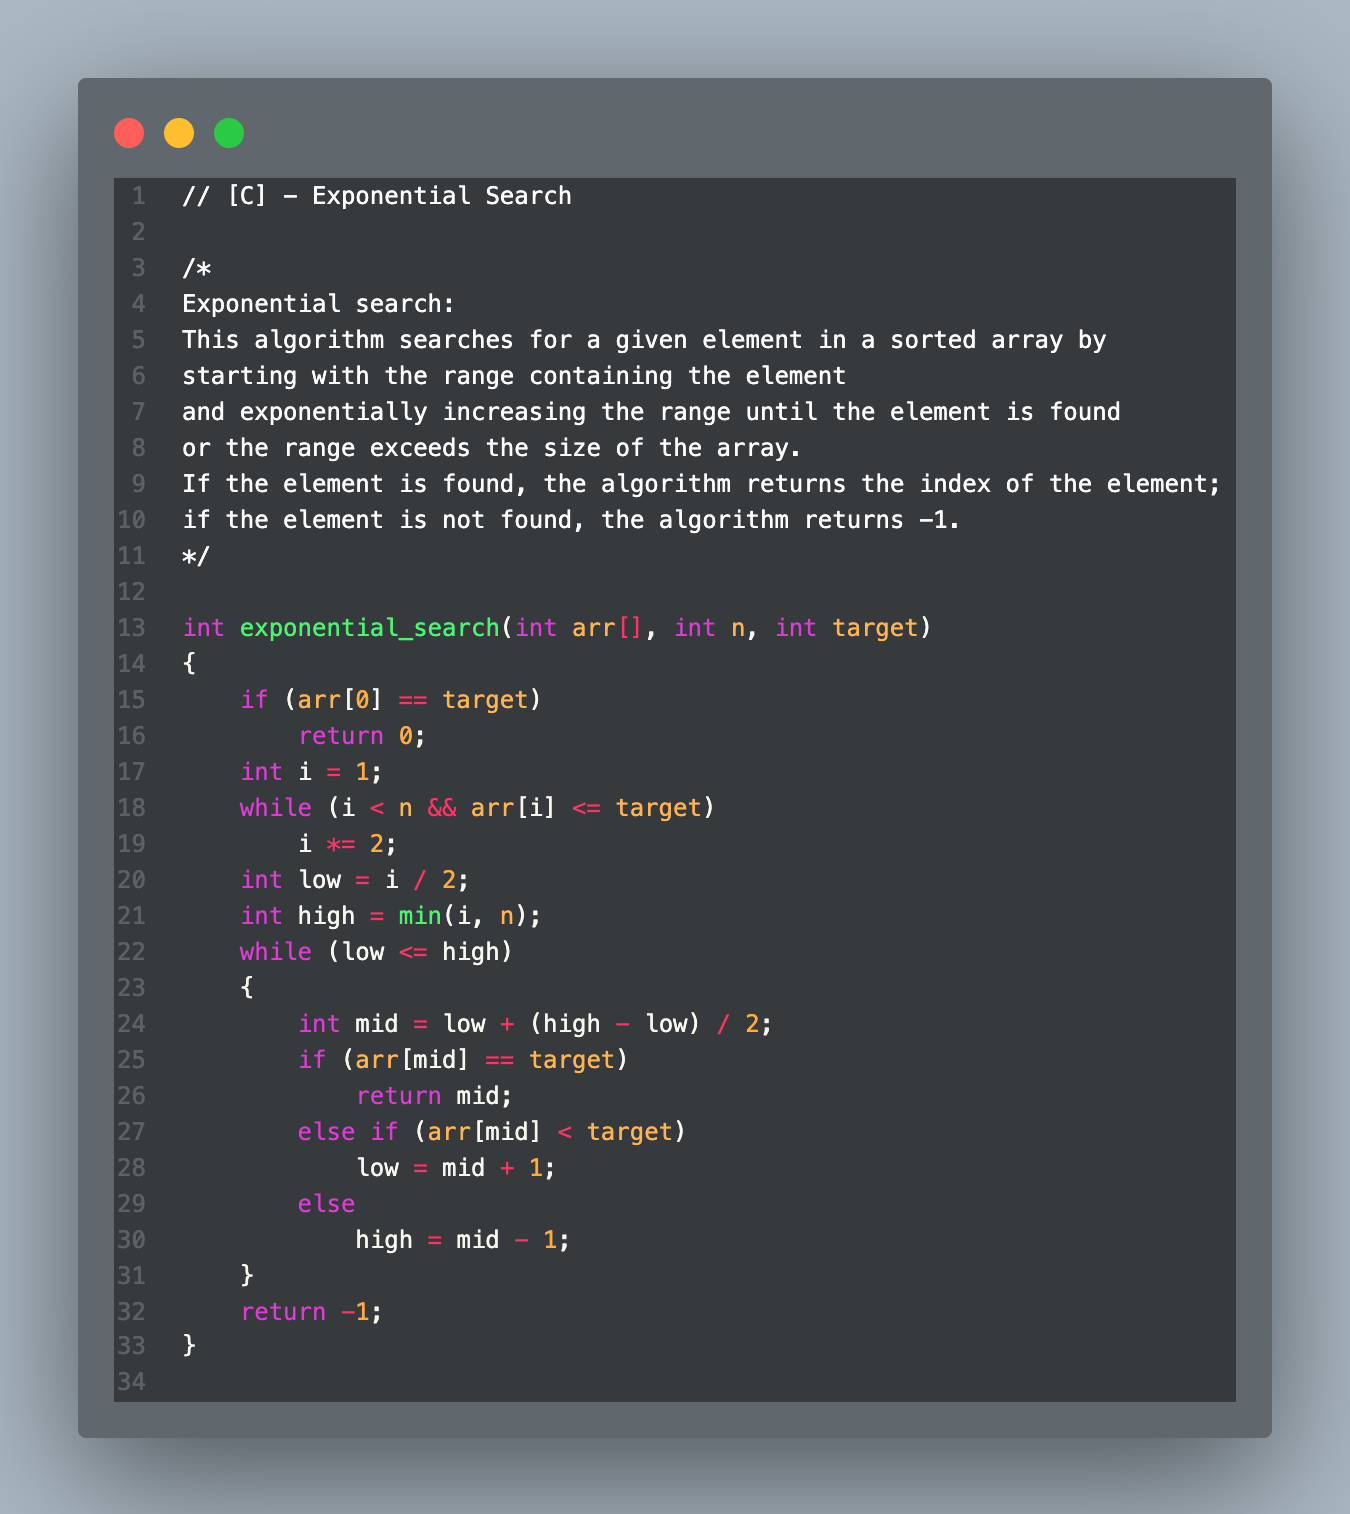 1 // [C] - Exponential Search
2
3 /*
4 Exponential search:
5 This algorithm searches for a given element in a sorted array by
6 starting with the range containing the element
7 and exponentially increasing the range until the element is found
8 or the range exceeds the size of the array.
9 If the element is found, the algorithm returns the index of the element;
10 if the element is not found, the algorithm returns -1.
11 */
12
13 int exponential_search(int arr[], int n, int target)
14 {
15     if (arr[0] == target)
16         return 0;
17     int i = 1;
18     while (i < n && arr[i] <= target)
19         i *= 2;
20     int low = i / 2;
21     int high = min(i, n);
22     while (low <= high)
23     {
24         int mid = low + (high - low) / 2;
25         if (arr[mid] == target)
26             return mid;
27         else if (arr[mid] < target)
28             low = mid + 1;
29         else
30             high = mid - 1;
31     }
32     return -1;
33 }
34